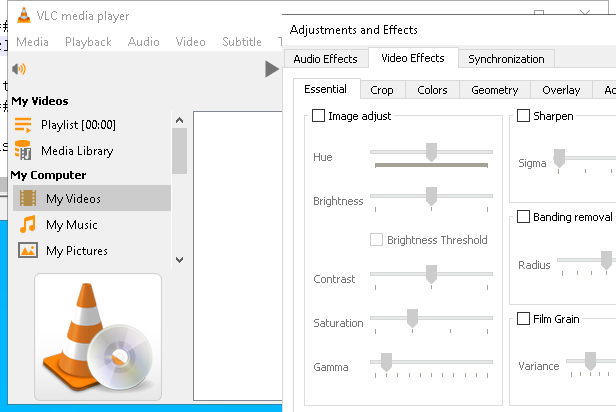 VLC media player
Media Playback Audio Video Subtitle
My Videos
Playlist [00:00]
Media Library
My Computer
My Videos
My Music
My Pictures
Adjustments and Effects
Audio Effects Video Effects Synchronization
Essential Crop Colors Geometry Overlay
Image adjust
Hue
Brightness
Brightness Threshold
Contrast
Saturation
Gamma
Sharpen
Sigma
Banding removal
Radius
Film Grain
Variance